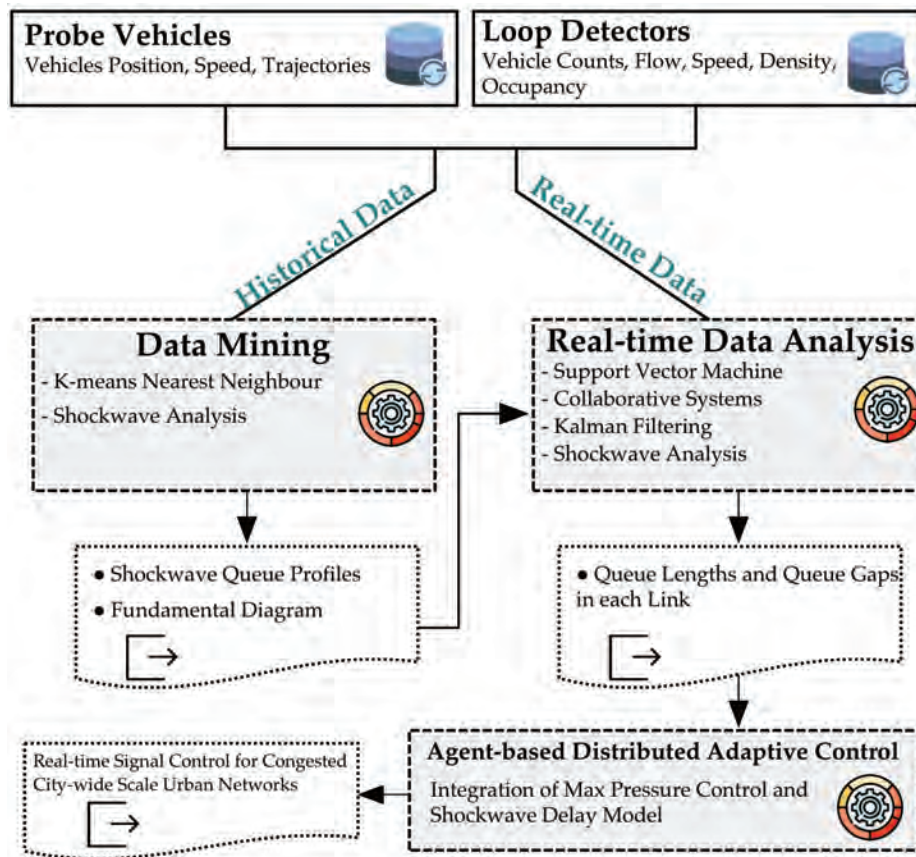 Probe Vehicles
Vehicles Position, Speed, Trajectories
Loop Detectors
Vehicle Counts, Flow, Speed, Density,
Occupancy
Historical Data
Real-time Data
Data Mining
- K-means Nearest Neighbour
- Shockwave Analysis
Real-time Data Analysis
- Support Vector Machine
- Collaborative Systems
- Kalman Filtering
- Shockwave Analysis
● Shockwave Queue Profiles
● Fundamental Diagram
● Queue Lengths and Queue Gaps
in each Link
Real-time Signal Control for Congested
City-wide Scale Urban Networks
Agent-based Distributed Adaptive Control
Integration of Max Pressure Control and
Shockwave Delay Model